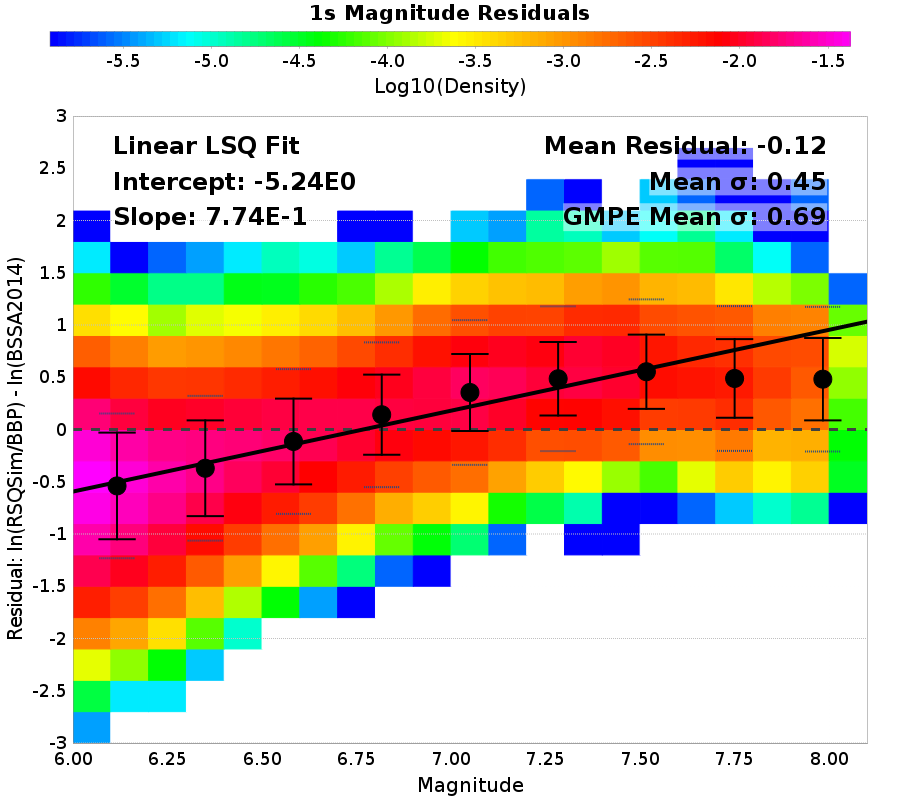 1s Magnitude Residuals
-5.5 -5.0 -4.5 -4.0 -3.5 -3.0 -2.5 -2.0 -1.5
Log10(Density)
Linear LSQ Fit
Intercept: -5.24E0
Slope: 7.74E-1
Mean Residual: -0.12
Mean σ: 0.45
GMPE Mean σ: 0.69
Residual: ln(RSQSim/BBP) - ln(BSSA2014)
3
2.5
2
1.5
1
0.5
0
-0.5
-1
-1.5
-2
-2.5
-3
6.00 6.25 6.50 6.75 7.00 7.25 7.50 7.75 8.00
Magnitude